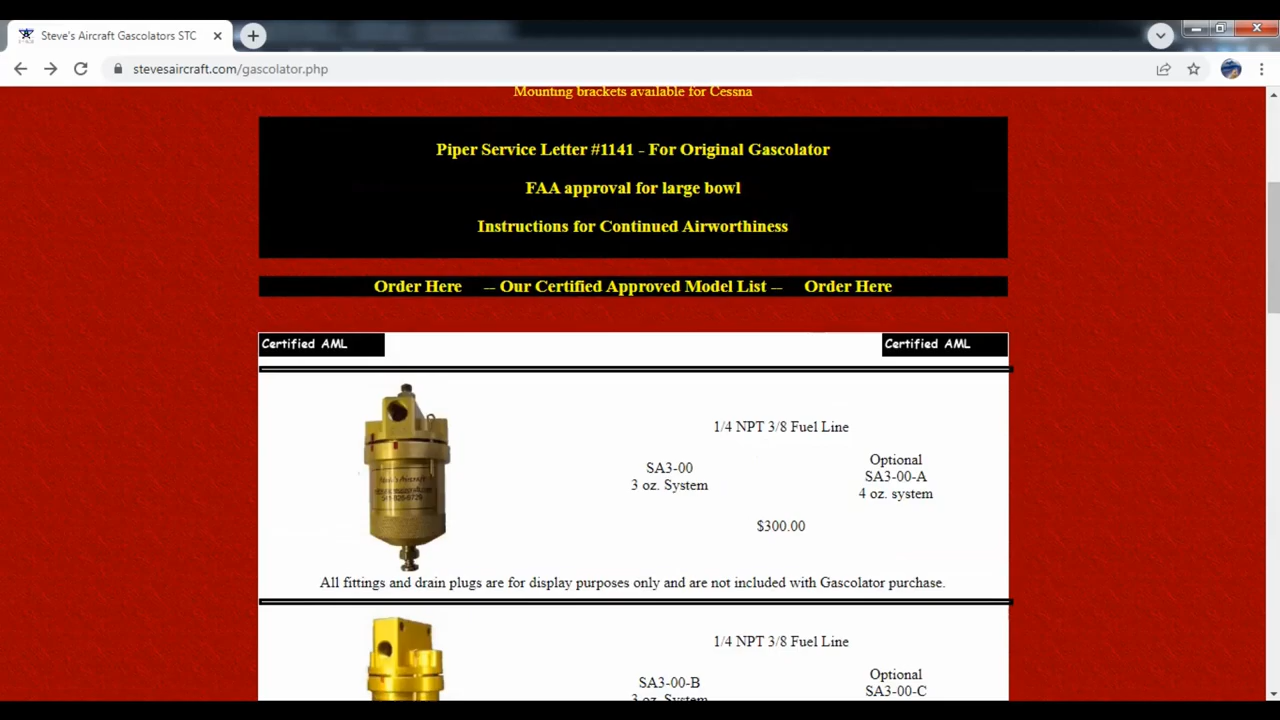 Steve's Aircraft Gascolators STC
stevesaircraft.com/gascolator.php
Mounting brackets available for Cessna
Piper Service Letter #1141 - For Original Gascolator
FAA approval for large bowl
Instructions for Continued Airworthiness
Order Here -- Our Certified Approved Model List -- Order Here
Certified AML
Certified AML
1/4 NPT 3/8 Fuel Line
SA3-00
3 oz. System
Optional
SA3-00-A
4 oz. system
$300.00
All fittings and drain plugs are for display purposes only and are not included with Gascolator purchase.
1/4 NPT 3/8 Fuel Line
SA3-00-B
3 oz. System
Optional
SA3-00-C